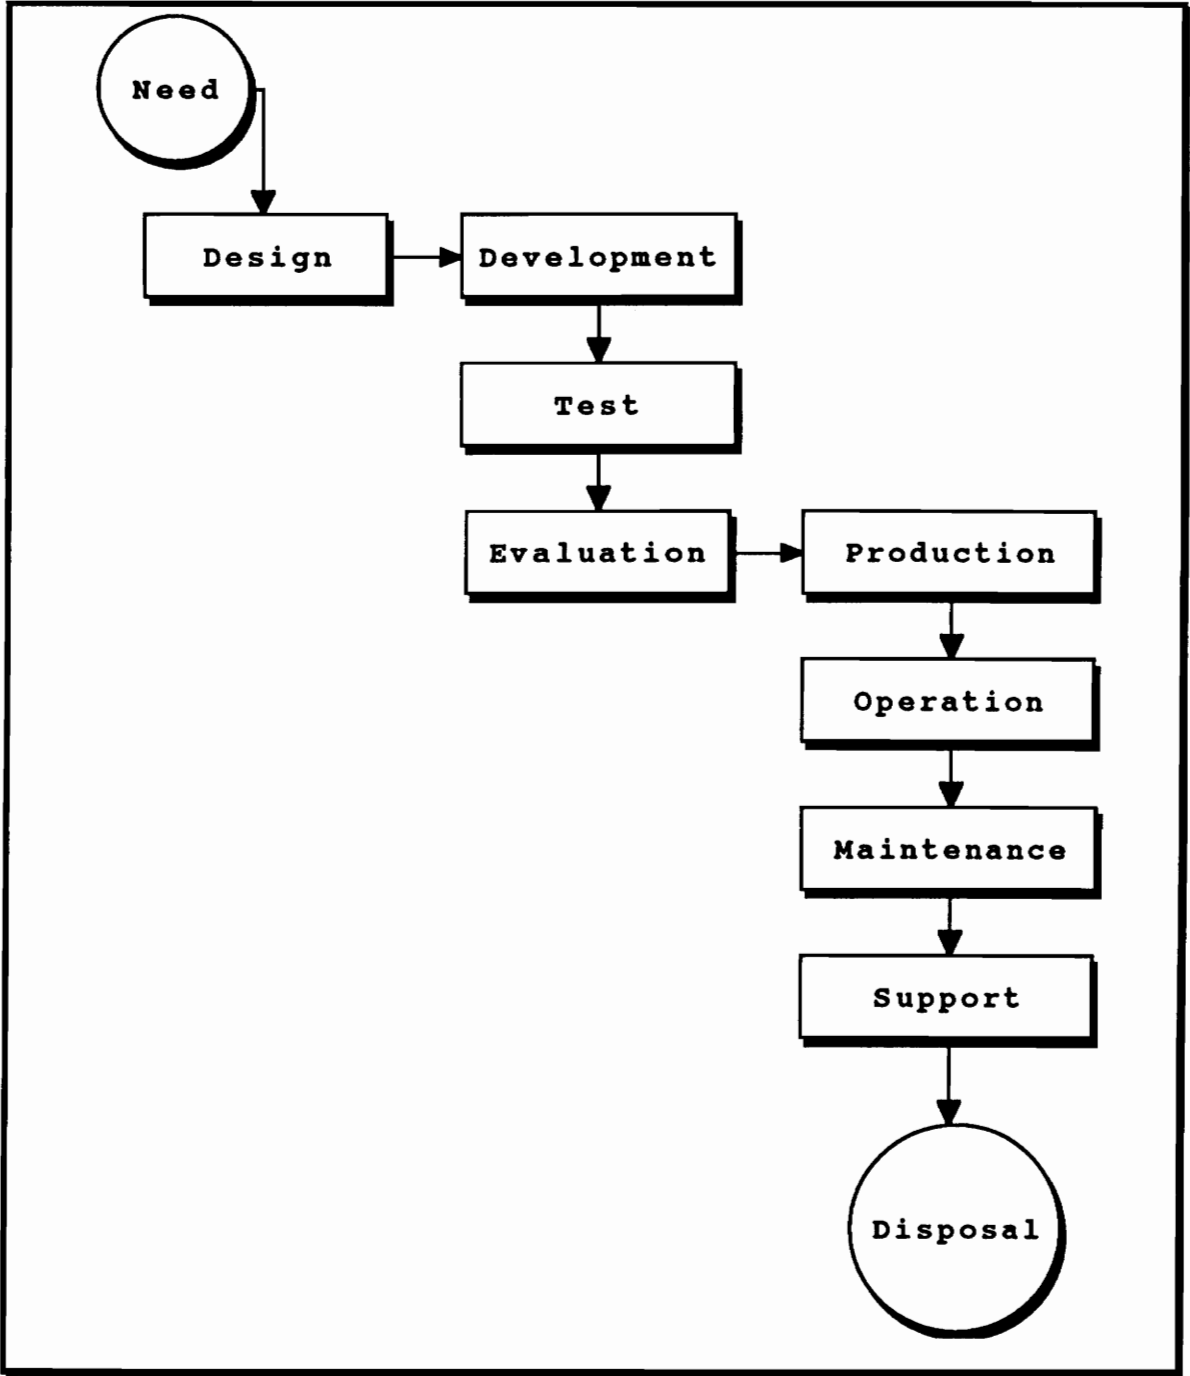 Need
Design
Development
Test
Evaluation
Production
Operation
Maintenance
Support
Disposal